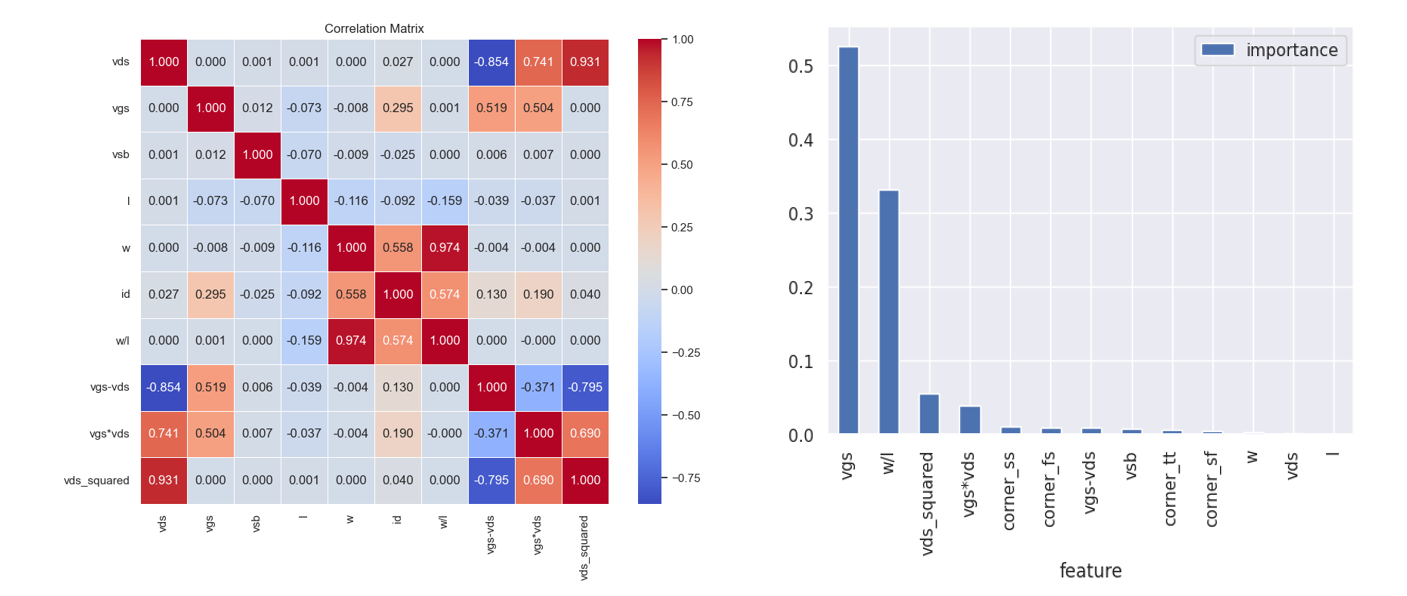 Correlation Matrix
vds 1.000 0.000 0.001 0.001 0.000 0.027 0.000 -0.854 0.741 0.931
vgs 0.000 1.000 0.012 -0.073 -0.008 0.295 0.001 0.519 0.504 0.000
vsb 0.001 0.012 1.000 -0.070 -0.009 -0.025 0.000 0.006 0.007 0.000
l 0.001 -0.073 -0.070 1.000 -0.116 -0.092 -0.159 -0.039 -0.037 0.001
w 0.000 -0.008 -0.009 -0.116 1.000 0.558 0.974 -0.004 -0.004 0.000
id 0.027 0.295 -0.025 -0.092 0.558 1.000 0.574 0.130 0.190 0.040
w/l 0.000 0.001 0.000 -0.159 0.974 0.574 1.000 0.000 -0.000 0.000
vgs-vds -0.854 0.519 0.006 -0.039 -0.004 0.130 0.000 1.000 -0.371 -0.795
vgs*vds 0.741 0.504 0.007 -0.037 -0.004 0.190 -0.000 -0.371 1.000 0.690
vds_squared 0.931 0.000 0.000 0.001 0.000 0.040 0.000 -0.795 0.690 1.000
vds vgs vsb l w id w/l vgs-vds vgs*vds vds_squared
1.00
0.75
0.50
0.25
0.00
−0.25
−0.50
−0.75
importance
0.5
0.4
0.3
0.2
0.1
0.0
vgs w/l vds_squared vgs*vds corner_ss corner_fs vgs-vds vsb corner_tt corner_sf w vds l
feature